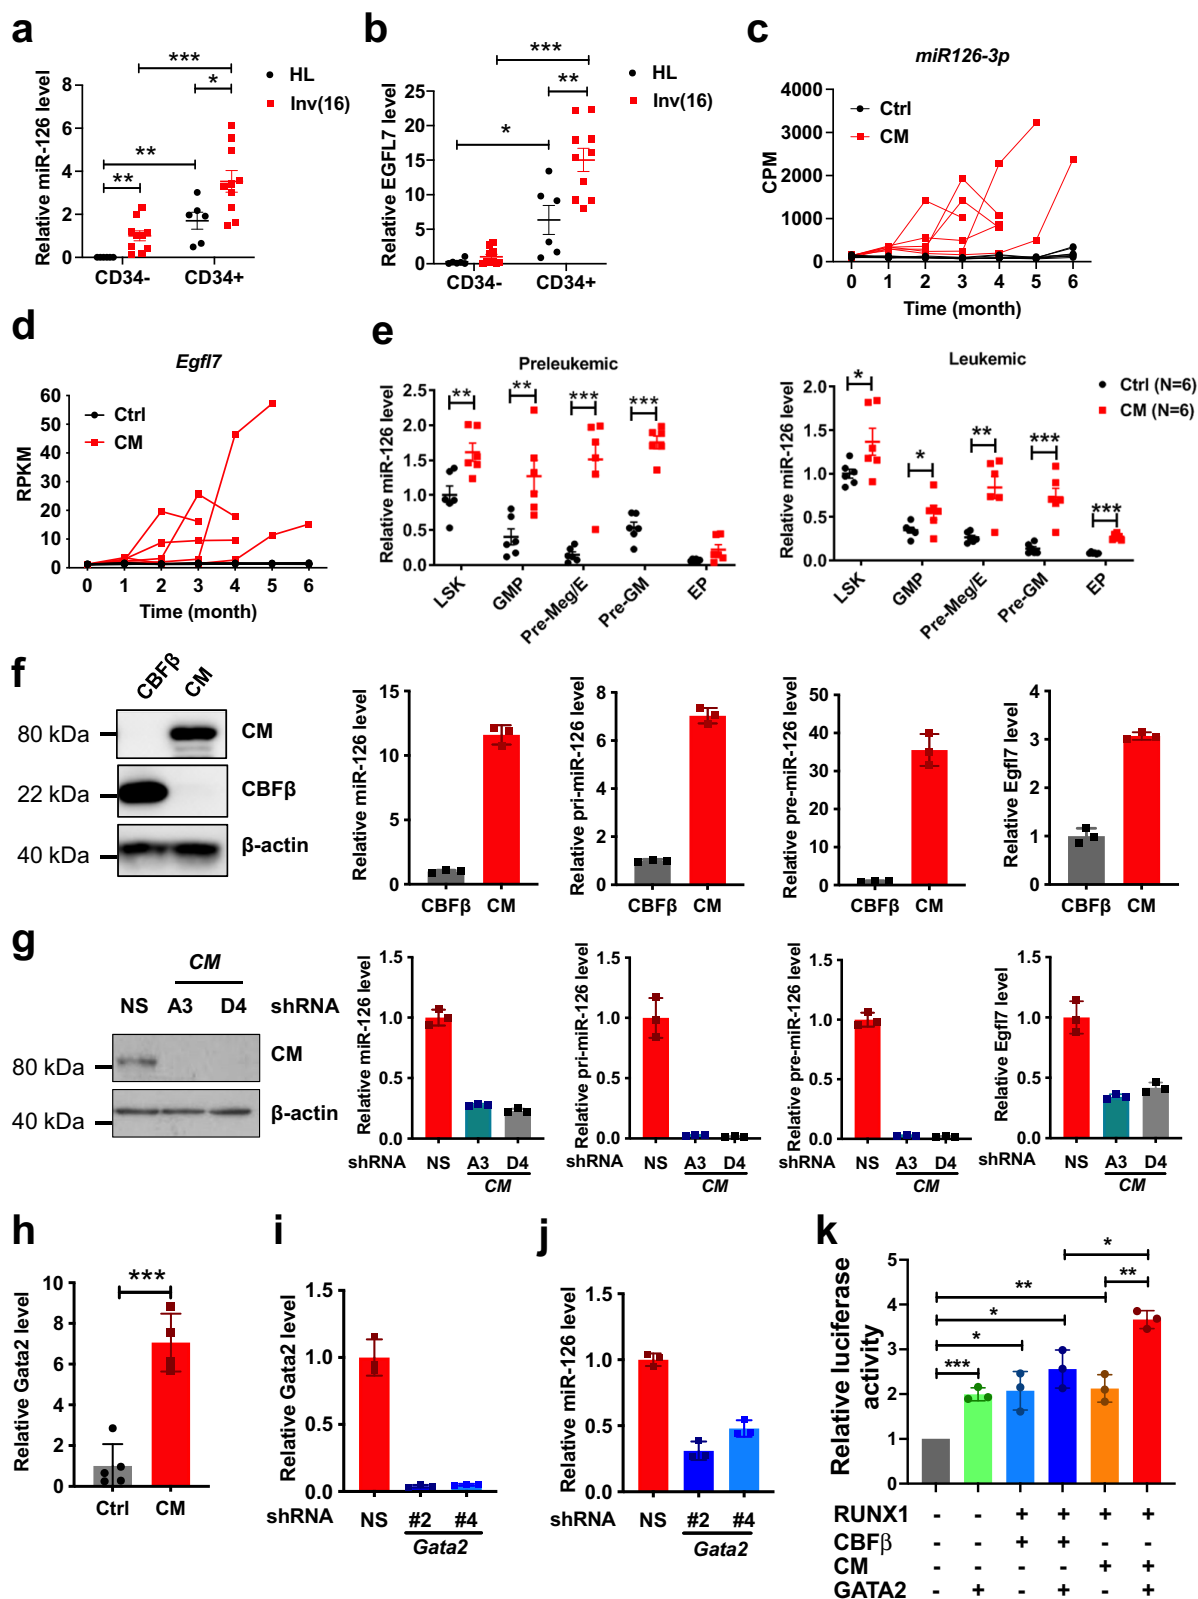 a
Relative miR-126 level
8
6
4
2
0
CD34-
CD34+
***
*
**
**
HL
Inv(16)
b
Relative EGFL7 level
25
20
15
10
5
0
CD34-
CD34+
***
**
*
HL
Inv(16)
c
miR126-3p
CPM
4000
3000
2000
1000
0
0 1 2 3 4 5 6
Time (month)
Ctrl
CM
d
Egfl7
RPKM
60
50
40
30
20
10
0
0 1 2 3 4 5 6
Time (month)
Ctrl
CM
e
Preleukemic
Relative miR-126 level
2.5
2.0
1.5
1.0
0.5
0.0
** ** *** ***
LSK GMP Pre-Meg/E Pre-GM EP
Leukemic
Relative miR-126 level
2.0
1.5
1.0
0.5
0.0
* * ** *** ***
LSK GMP Pre-Meg/E Pre-GM EP
Ctrl (N=6)
CM (N=6)
f
CBFβ CM
80 kDa CM
22 kDa CBFβ
40 kDa β-actin
Relative miR-126 level
15
10
5
0
CBFβ CM
Relative pri-miR-126 level
8
6
4
2
0
CBFβ CM
Relative pre-miR-126 level
50
40
30
20
10
0
CBFβ CM
Relative Egfl7 level
4
3
2
1
0
CBFβ CM
g
CM
NS A3 D4 shRNA
80 kDa CM
40 kDa β-actin
Relative miR-126 level
1.5
1.0
0.5
0.0
shRNA NS A3 D4
CM
Relative pri-miR-126 level
1.5
1.0
0.5
0.0
shRNA NS A3 D4
CM
Relative pre-miR-126 level
1.5
1.0
0.5
0.0
shRNA NS A3 D4
CM
Relative Egfl7 level
1.5
1.0
0.5
0.0
shRNA NS A3 D4
CM
h
Relative Gata2 level
10
8
6
4
2
0
***
Ctrl CM
i
Relative Gata2 level
1.5
1.0
0.5
0.0
shRNA NS #2 #4
Gata2
j
Relative miR-126 level
1.5
1.0
0.5
0.0
NS #2 #4
Gata2
k
Relative luciferase
activity
5
4
3
2
1
0
*
**
**
*
*
***
RUNX1 - - + + + +
CBFβ - - + + - -
CM - - - - + +
GATA2 - + - + - +